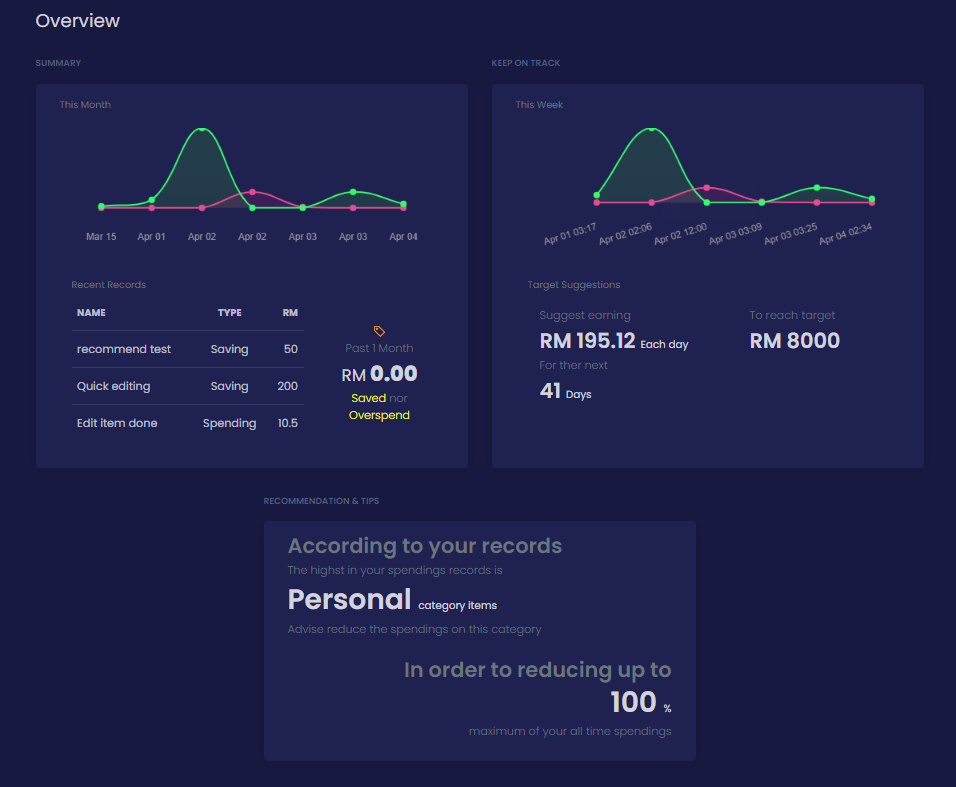 Overview
SUMMARY
This Month
Mar 15 Apr 01 Apr 02 Apr 02 Apr 03 Apr 03 Apr 04
Recent Records
NAME TYPE RM
recommend test Saving 50
Quick editing Saving 200
Edit item done Spending 10.5
Past 1 Month
RM 0.00
Saved nor
Overspend
KEEP ON TRACK
This Week
Apr 01 03:17 Apr 02 02:06 Apr 02 12:00 Apr 03 03:09 Apr 03 03:25 Apr 04 02:34
Target Suggestions
Suggest earning
RM 195.12 Each day
For ther next
41 Days
To reach target
RM 8000
RECOMMENDATION & TIPS
According to your records
The highst in your spendings records is
Personal category items
Advise reduce the spendings on this category
In order to reducing up to
100 %
maximum of your all time spendings